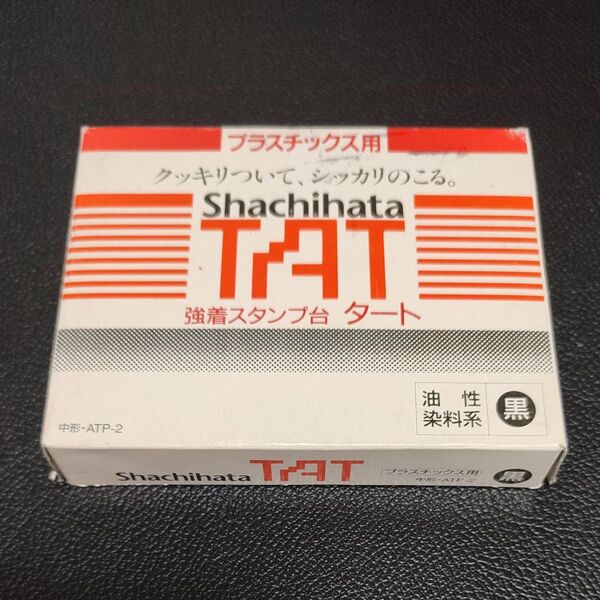 プラスチックス用
クッキリついて、シッカリのこる。
Shachihata
TAT
強着スタンプ台 タート
油性
染料系
黒
中形・ATP-2
Shachihata TAT
プラスチックス用
中形・ATP-2
黒